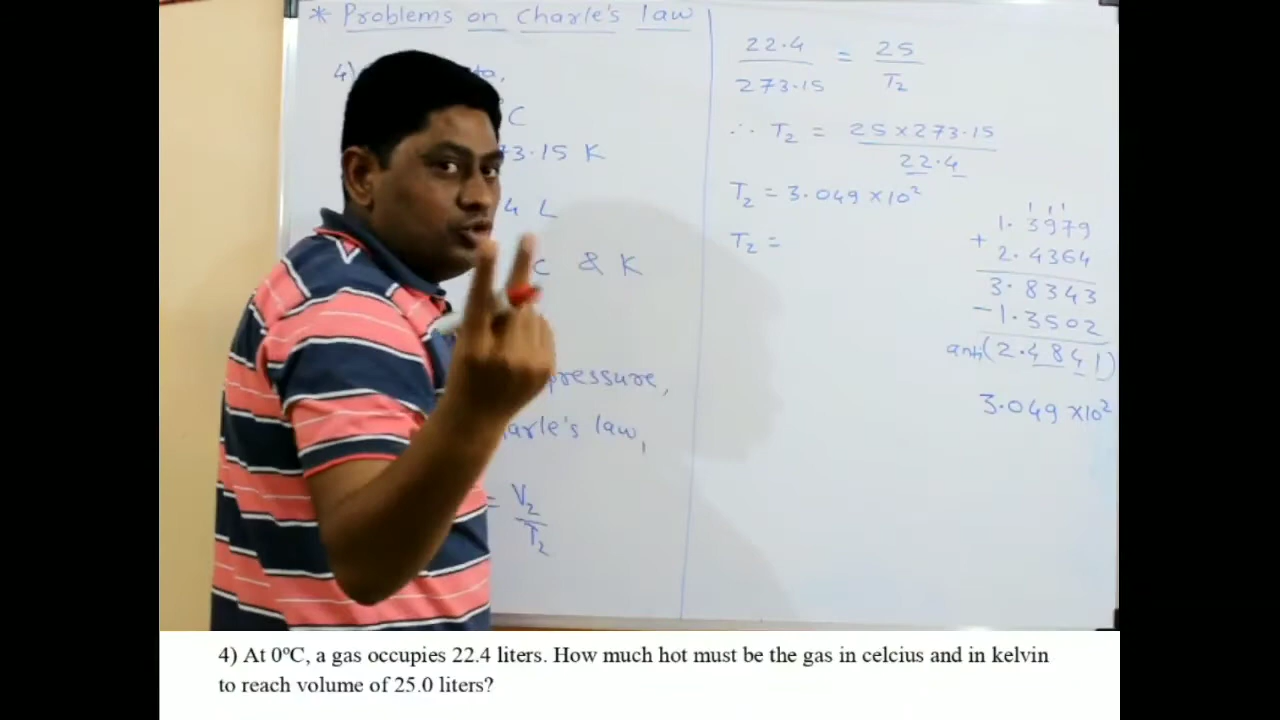 * Problems on Charle's law
4)
C
73.15 K
4 L
C & K
pressure,
arle's law,
= V₂
T₂
22.4 = 25
273.15 T₂
∴ T₂ = 25 × 273.15
22.4
T₂ = 3.049 × 10²
T₂ =
1 1 1
1. 3979
+
2. 4364
3. 8343
- 1. 3502
anti(2.4841)
3.049 × 10²
4) At 0ºC, a gas occupies 22.4 liters. How much hot must be the gas in celcius and in kelvin
to reach volume of 25.0 liters?